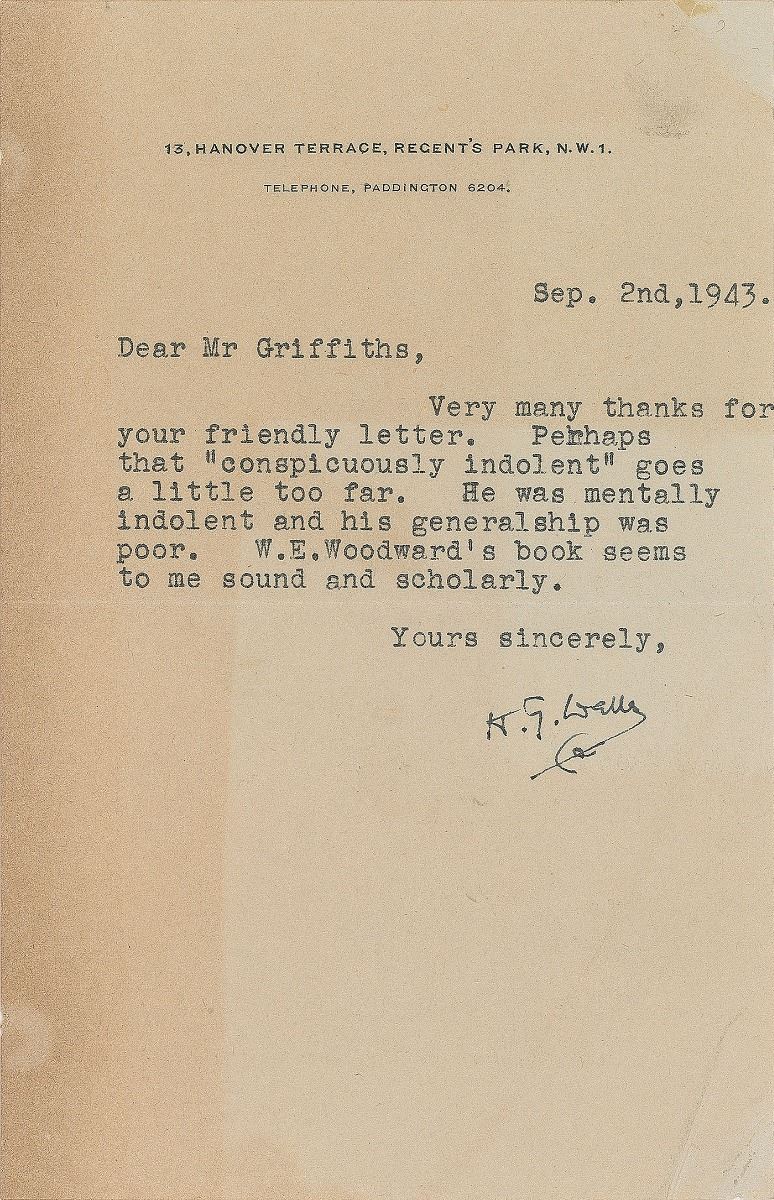 13, HANOVER TERRACE, REGENT'S PARK, N.W.1.
TELEPHONE, PADDINGTON 6204.
Sep. 2nd,1943.
Dear Mr Griffiths,
Very many thanks for
your friendly letter. Perhaps
that "conspicuously indolent" goes
a little too far. He was mentally
indolent and his generalship was
poor. W.E.Woodward's book seems
to me sound and scholarly.
Yours sincerely,
H.G. Wells